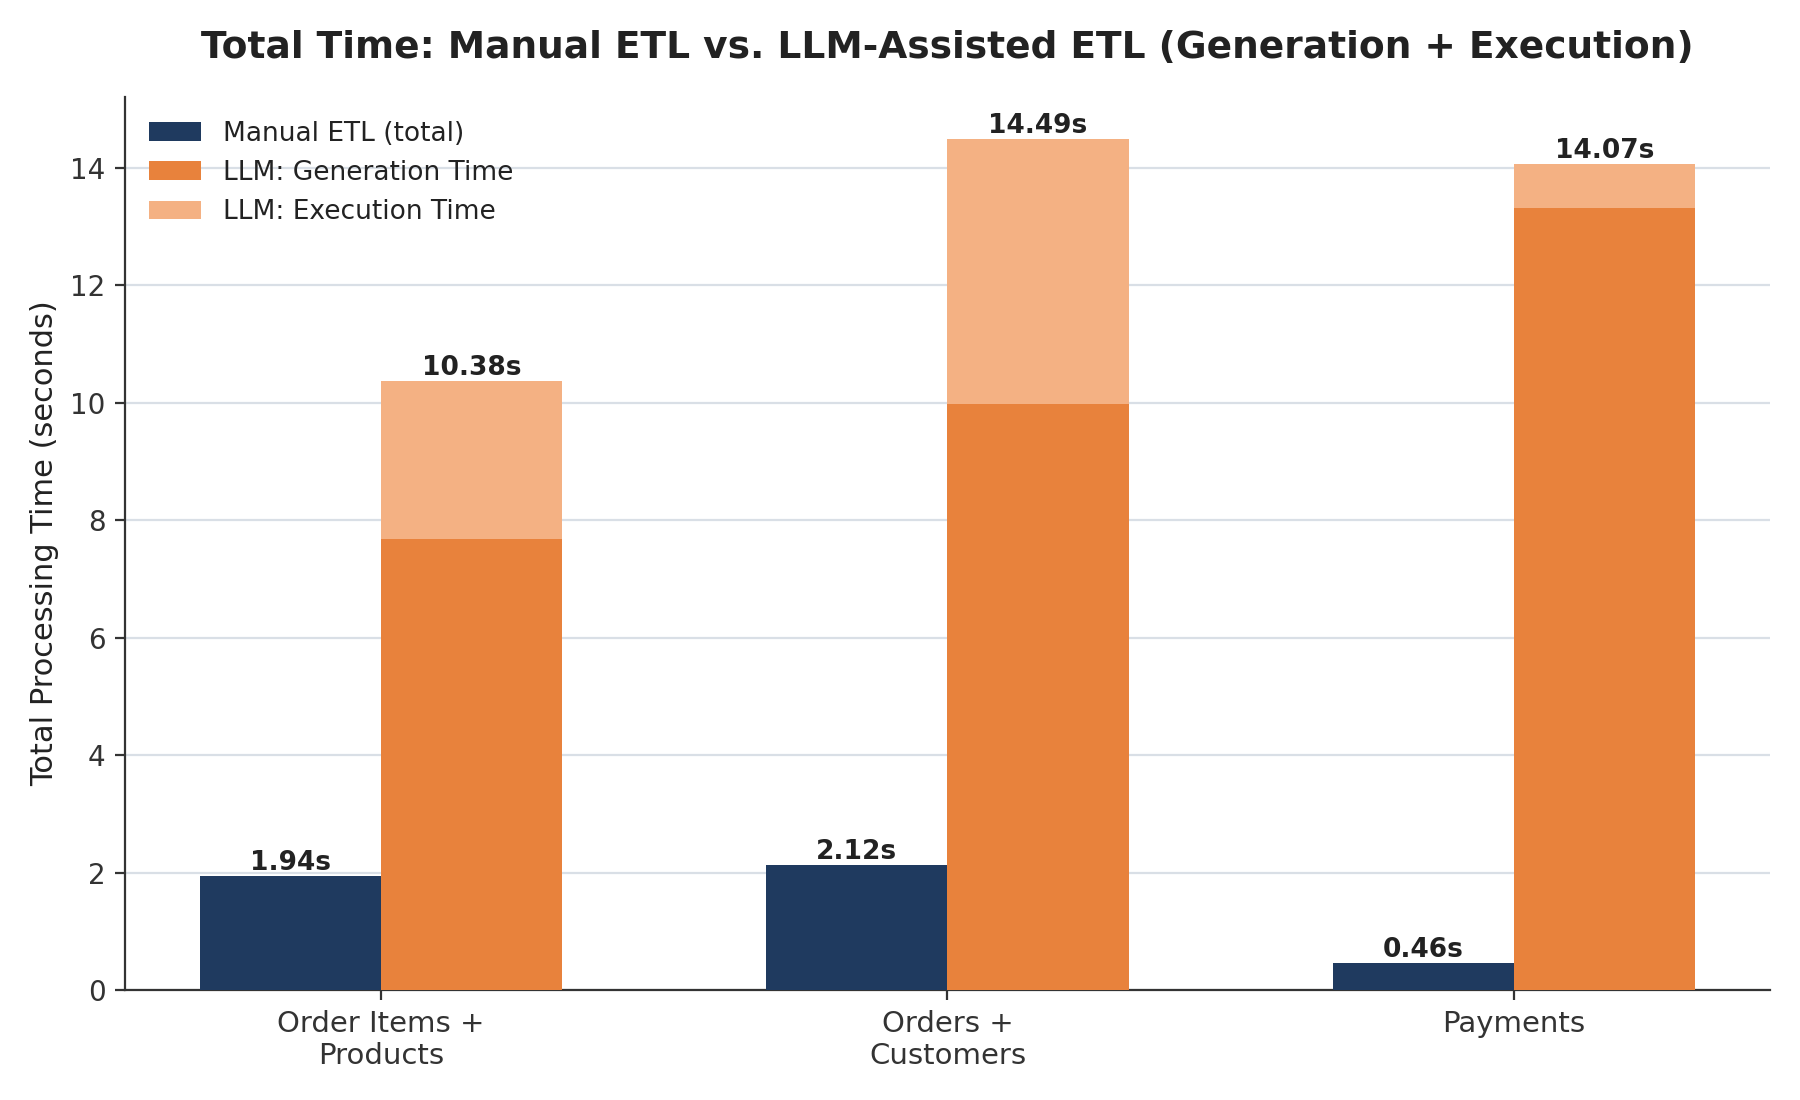 Total Time: Manual ETL vs. LLM-Assisted ETL (Generation + Execution)
Manual ETL (total)
LLM: Generation Time
LLM: Execution Time
Total Processing Time (seconds)
14
12
10
8
6
4
2
0
1.94s
10.38s
2.12s
14.49s
0.46s
14.07s
Order Items +
Products
Orders +
Customers
Payments